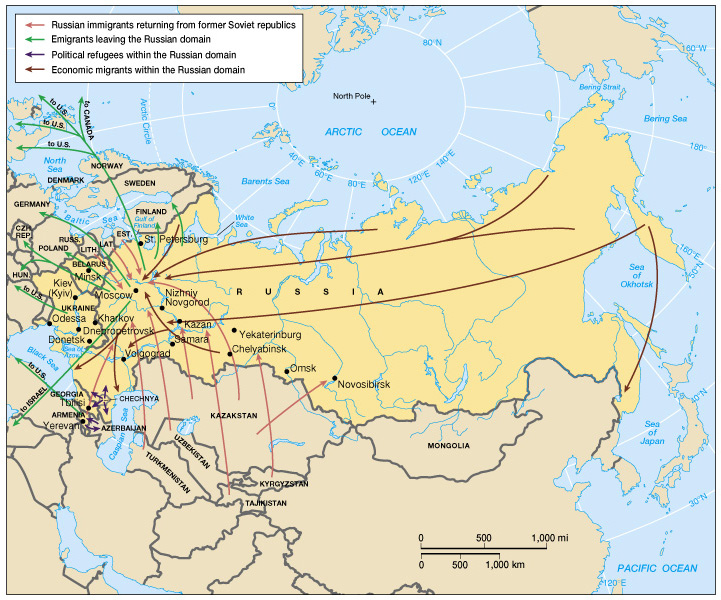 Russian immigrants returning from former Soviet republics
Emigrants leaving the Russian domain
Political refugees within the Russian domain
Economic migrants within the Russian domain
80°N
160°W
North Pole
Bering Strait
ARCTIC OCEAN
Bering Sea
to U.S.
to CANADA
to U.S.
to U.S.
Arctic Circle
180°
North
Sea
NORWAY
DENMARK
SWEDEN
Barents Sea
40°E
60°E
80°E
120°E
140°E
GERMANY
Baltic Sea
FINLAND
Gulf of
Finland
White
Sea
CZ.
REP.
RUSS.
POLAND
LITH.
LAT.
EST.
St. Petersburg
160°E
150°N
Sea
of
Okhotsk
HUN.
BELARUS
Minsk
Kiev
(Kyiv)
Moscow
Nizhniy
Novgorod
RUSSIA
to U.S.
UKRAINE
Odessa
Kharkov
Dnepropetrovsk
Donetsk
Kazan
Samara
Yekaterinburg
Chelyabinsk
Black Sea
Sea of
Azov
Volgograd
Omsk
Novosibirsk
to U.S.
to ISRAEL
GEORGIA
Tbilisi
CHECHNYA
ARMENIA
Yerevan
AZERBAIJAN
Caspian Sea
KAZAKSTAN
MONGOLIA
40°N
Sea
of
Japan
UZBEKISTAN
TURKMENISTAN
KYRGYZSTAN
TAJIKISTAN
30°N
0 500 1,000 mi
0 500 1,000 km
PACIFIC OCEAN
120°E